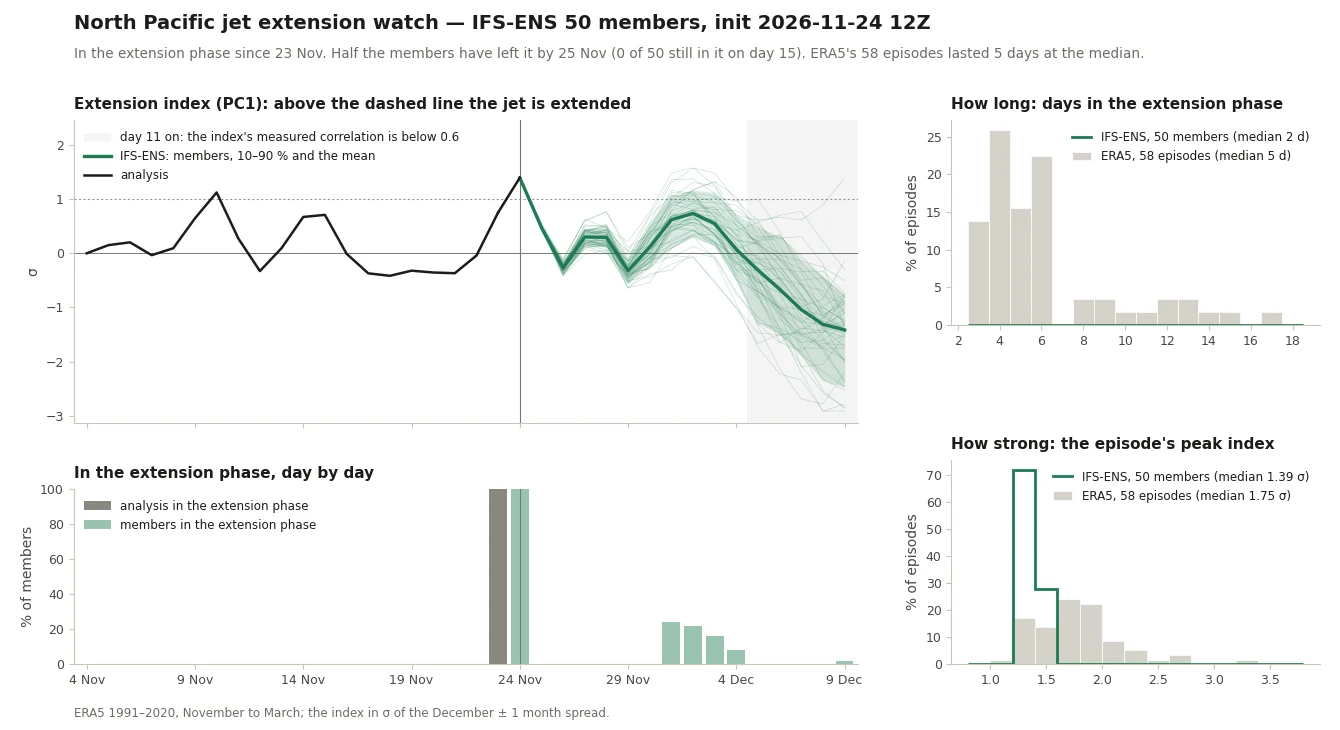 North Pacific jet extension watch — IFS-ENS 50 members, init 2026-11-24 12Z
In the extension phase since 23 Nov. Half the members have left it by 25 Nov (0 of 50 still in it on day 15). ERA5's 58 episodes lasted 5 days at the median.
Extension index (PC1): above the dashed line the jet is extended
day 11 on: the index's measured correlation is below 0.6
IFS-ENS: members, 10–90 % and the mean
analysis
2
1
0
−1
−2
−3
σ
How long: days in the extension phase
IFS-ENS, 50 members (median 2 d)
ERA5, 58 episodes (median 5 d)
25
20
15
10
5
0
% of episodes
2 4 6 8 10 12 14 16 18
In the extension phase, day by day
analysis in the extension phase
members in the extension phase
100
80
60
40
20
0
% of members
4 Nov 9 Nov 14 Nov 19 Nov 24 Nov 29 Nov 4 Dec 9 Dec
How strong: the episode's peak index
IFS-ENS, 50 members (median 1.39 σ)
ERA5, 58 episodes (median 1.75 σ)
70
60
50
40
30
20
10
0
% of episodes
1.0 1.5 2.0 2.5 3.0 3.5
ERA5 1991–2020, November to March; the index in σ of the December ± 1 month spread.